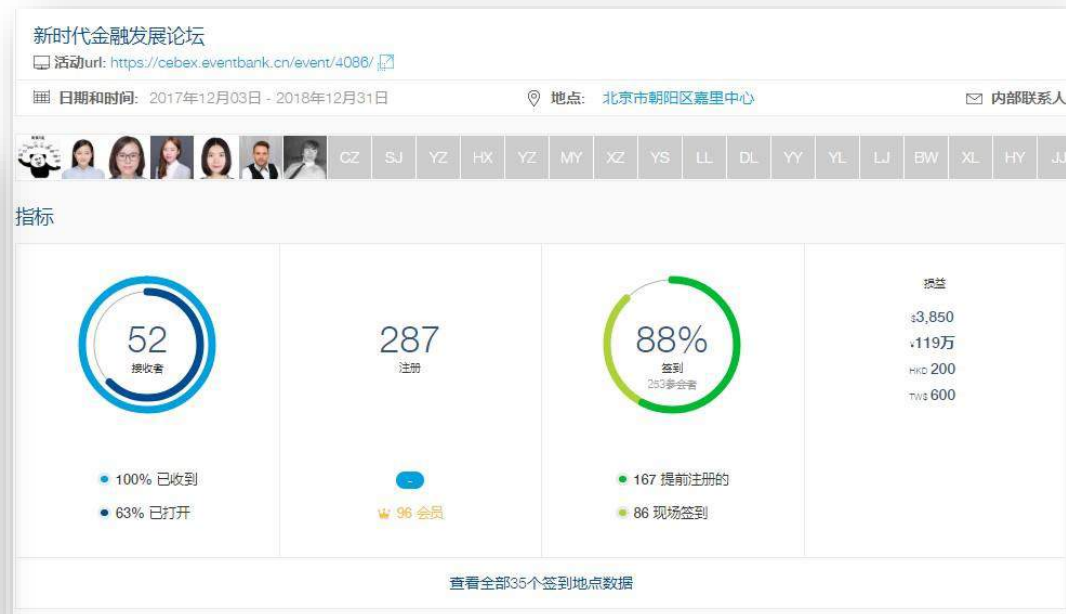 新时代金融发展论坛
活动url: https://cebex.eventbank.cn/event/4086/
日期和时间: 2017年12月03日 - 2018年12月31日 地点: 北京市朝阳区嘉里中心 内部联系人
CZ SJ YZ HX YZ MY XZ YS LL DL YY YL LJ BW XL HY JJ
指标
52
接收者
100% 已收到
63% 已打开
287
注册
-
96 会员
88%
签到
253参会者
167 提前注册的
86 现场签到
损益
$3,850
¥119万
HKD 200
TW$ 600
查看全部35个签到地点数据